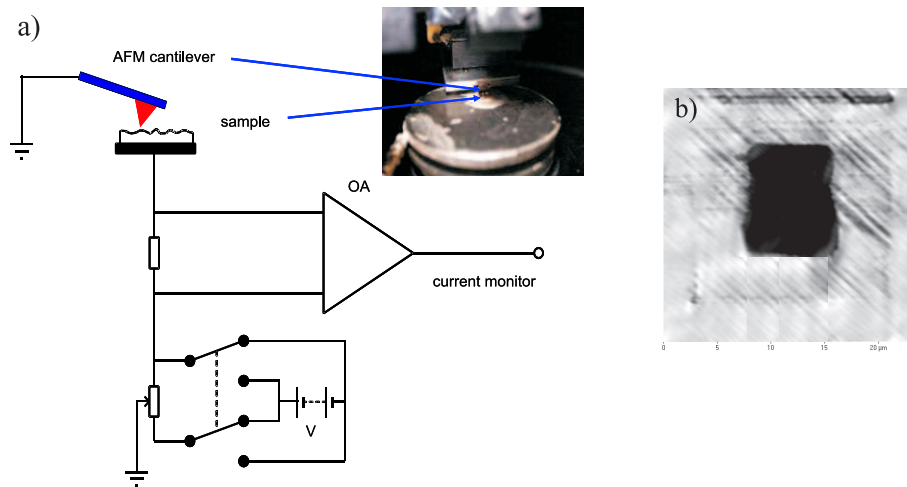 a)
AFM cantilever
sample
OA
current monitor
V
b)
0 5 10 15 20 μm